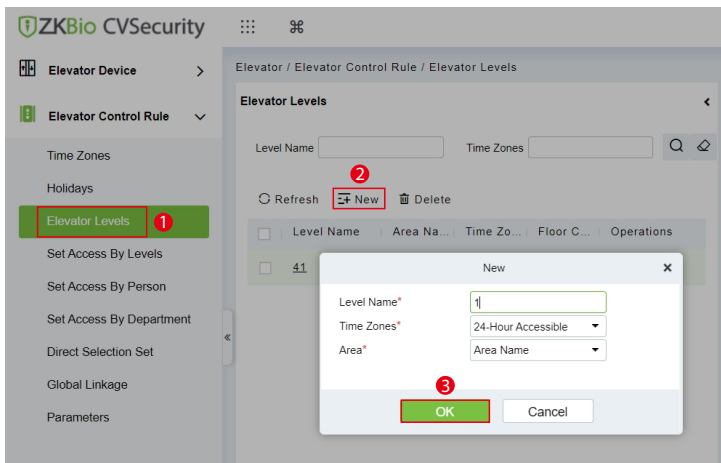 ZKBio CVSecurity
Elevator Device
Elevator Control Rule
Time Zones
Holidays
Elevator Levels 1
Set Access By Levels
Set Access By Person
Set Access By Department
Direct Selection Set
Global Linkage
Parameters
Elevator / Elevator Control Rule / Elevator Levels
Elevator Levels
Level Name Time Zones
2
Refresh New Delete
Level Name Area Na... Time Zo... Floor C... Operations
41
New
Level Name* 1
Time Zones* 24-Hour Accessible
Area* Area Name
3
OK Cancel